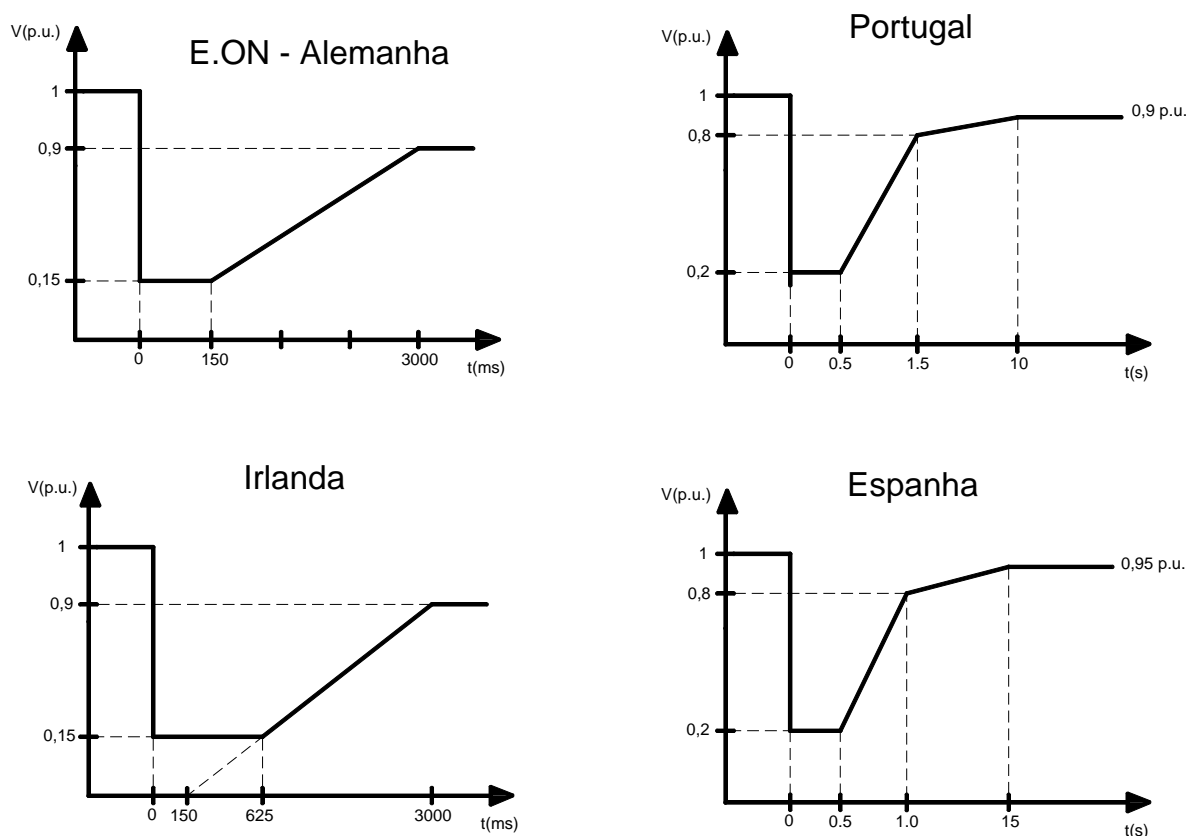 E.ON - Alemanha
V(p.u.)
1
0,9
0,15
0 150 3000
t(ms)
Portugal
V(p.u.)
1
0,8
0,2
0,9 p.u.
0 0.5 1.5 10
t(s)
Irlanda
V(p.u.)
1
0,9
0,15
0 150 625 3000
t(ms)
Espanha
V(p.u.)
1
0,8
0,2
0,95 p.u.
0 0.5 1.0 15
t(s)